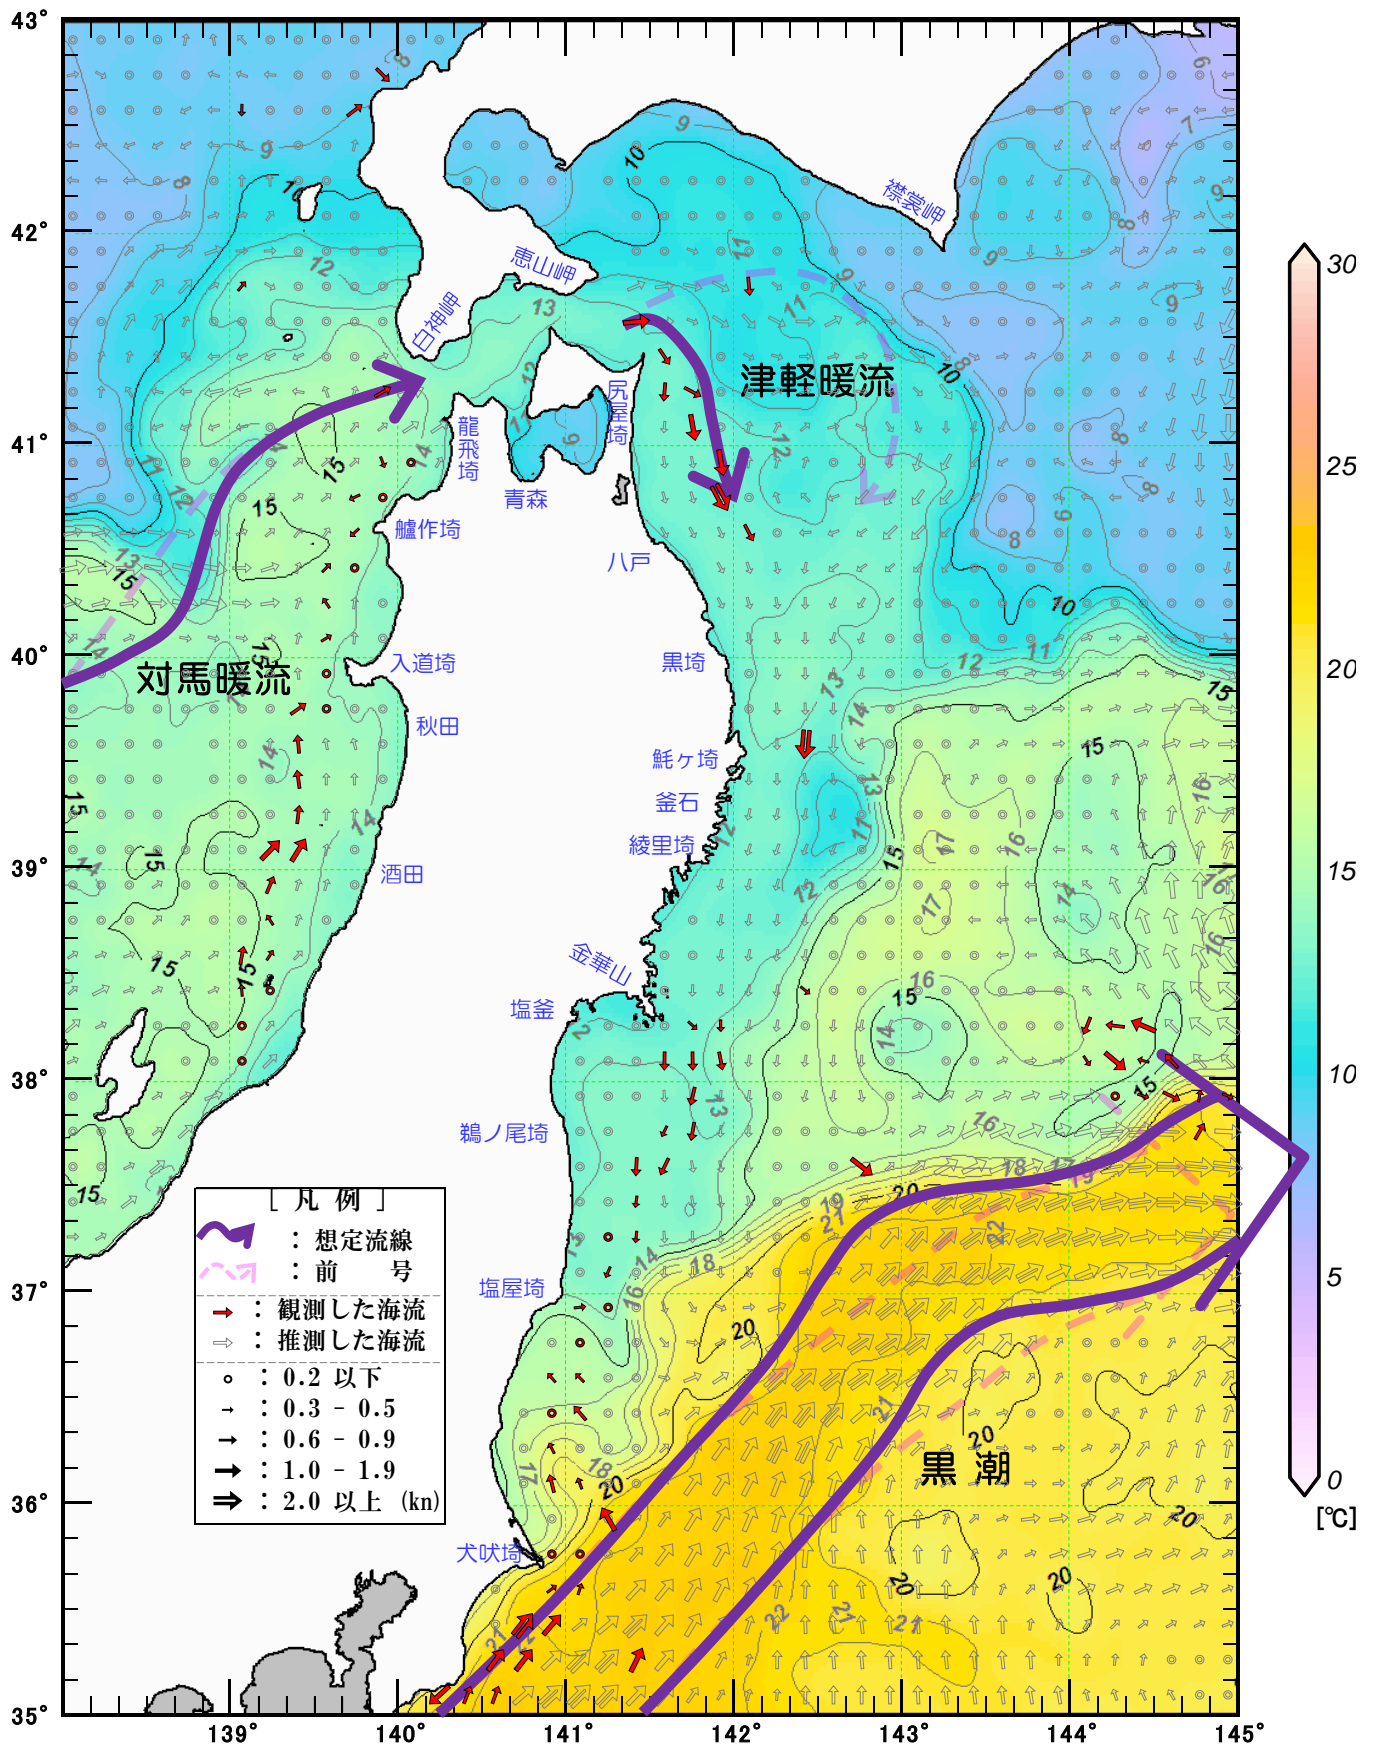 43°
42°
41°
40°
39°
38°
37°
36°
35°
139°
140°
141°
142°
143°
144°
145°
襟裳岬
恵山岬
白神岬
津軽暖流
尻屋埼
龍飛埼
青森
艫作埼
八戸
入道埼
黒埼
対馬暖流
秋田
魹ヶ埼
釜石
綾里埼
酒田
金華山
塩釜
鵜ノ尾埼
塩屋埼
犬吠埼
黒潮
[ 凡 例 ]
: 想定流線
: 前 号
: 観測した海流
: 推測した海流
: 0.2 以下
: 0.3 - 0.5
: 0.6 - 0.9
: 1.0 - 1.9
: 2.0 以上 (kn)
30
25
20
15
10
5
0
[℃]